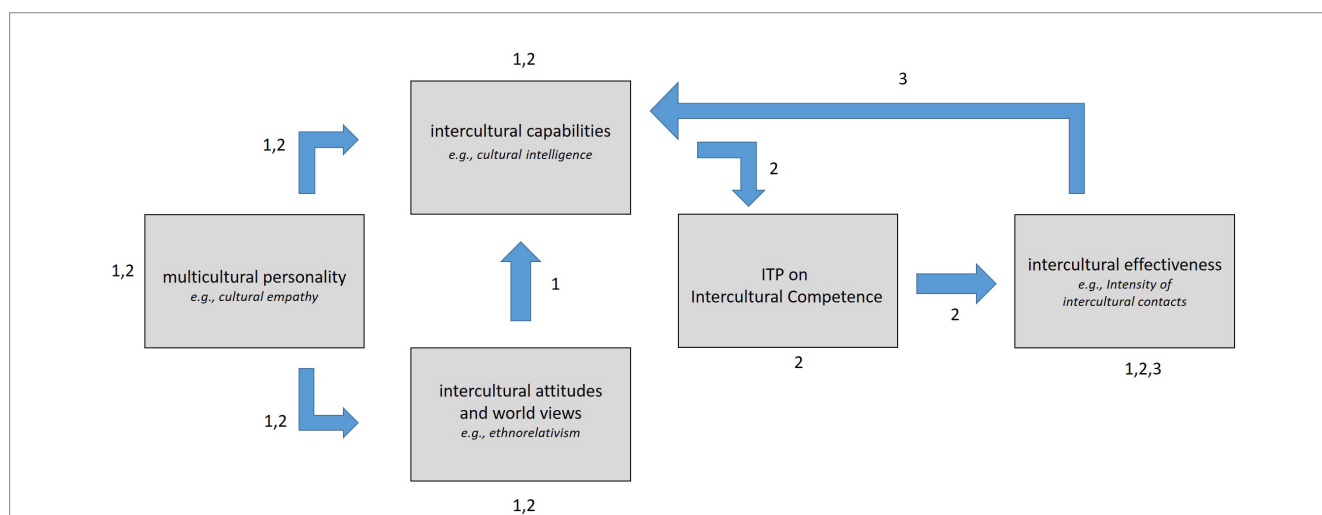 1,2
3
intercultural capabilities
e.g., cultural intelligence
1,2
2
1,2
multicultural personality
e.g., cultural empathy
1
ITP on
Intercultural Competence
2
2
intercultural effectiveness
e.g., Intensity of
intercultural contacts
1,2,3
1,2
intercultural attitudes
and world views
e.g., ethnorelativism
1,2